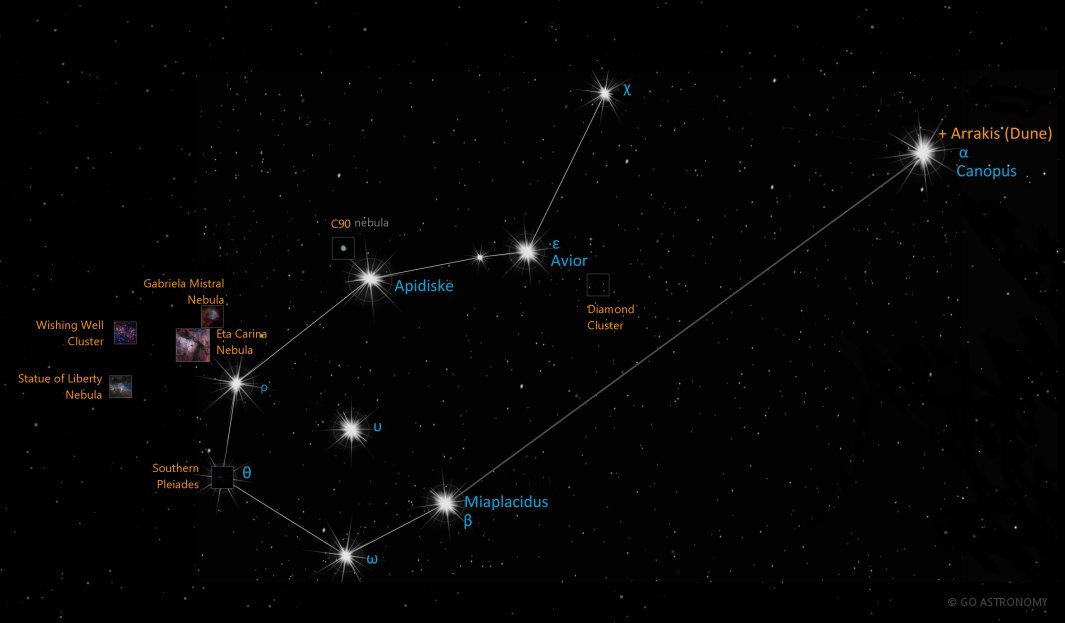 χ
+ Arrakis (Dune)
α
Canopus
C90 nebula
ε
Avior
Apidiske
Gabriela Mistral
Nebula
Diamond
Cluster
Wishing Well
Cluster
Eta Carina
Nebula
Statue of Liberty
Nebula
ρ
υ
Southern
Pleiades
θ
Miaplacidus
β
ω
© GO ASTRONOMY